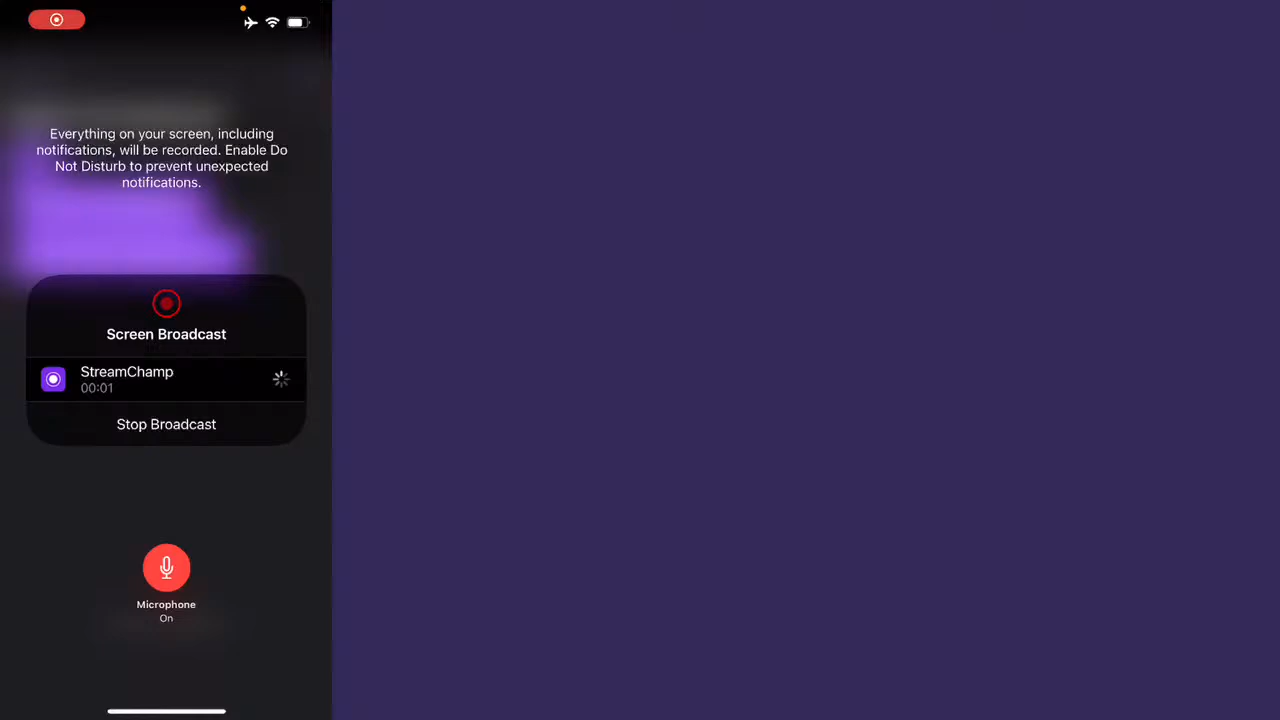 Everything on your screen, including
notifications, will be recorded. Enable Do
Not Disturb to prevent unexpected
notifications.
Screen Broadcast
StreamChamp
00:01
Stop Broadcast
Microphone
On